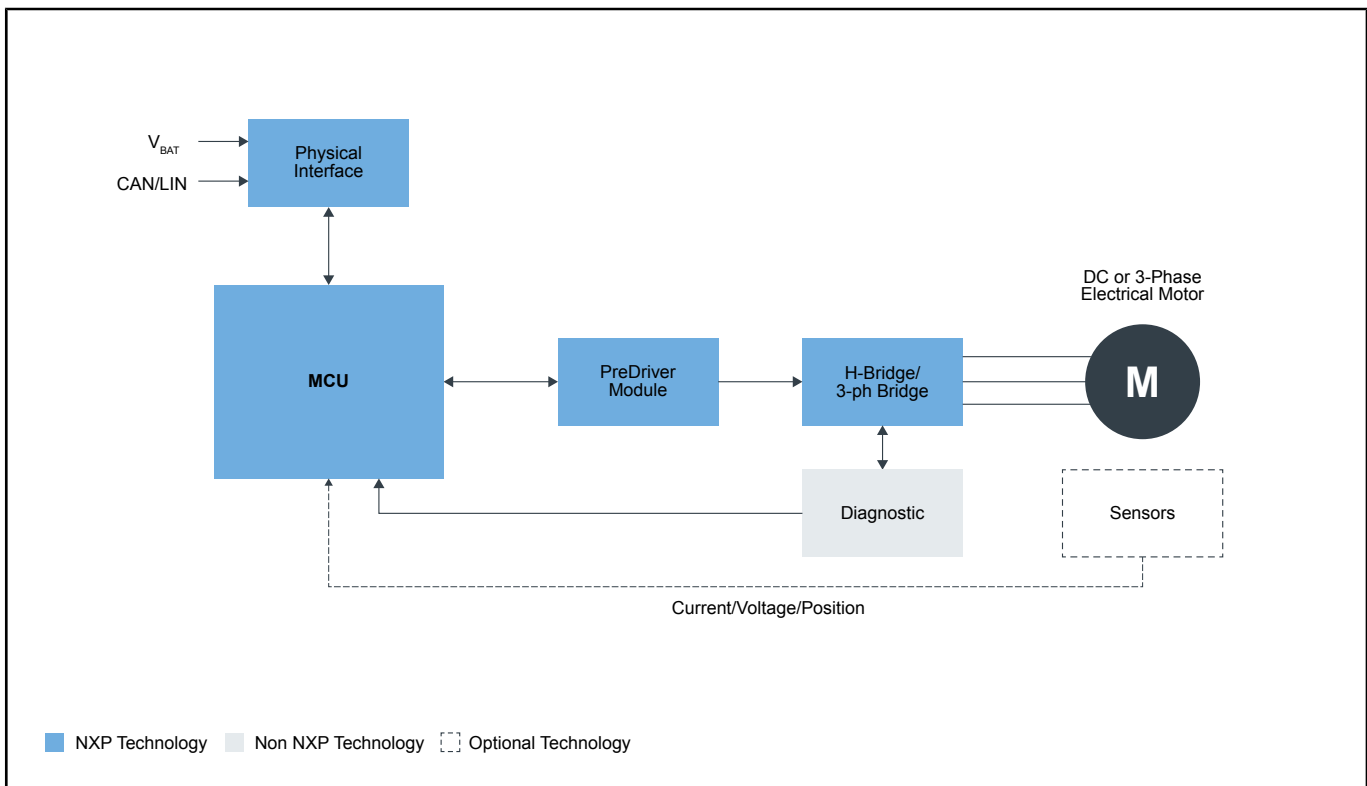 V_BAT
CAN/LIN
Physical
Interface
MCU
PreDriver
Module
H-Bridge/
3-ph Bridge
DC or 3-Phase
Electrical Motor
M
Diagnostic
Sensors
Current/Voltage/Position
NXP Technology
Non NXP Technology
Optional Technology